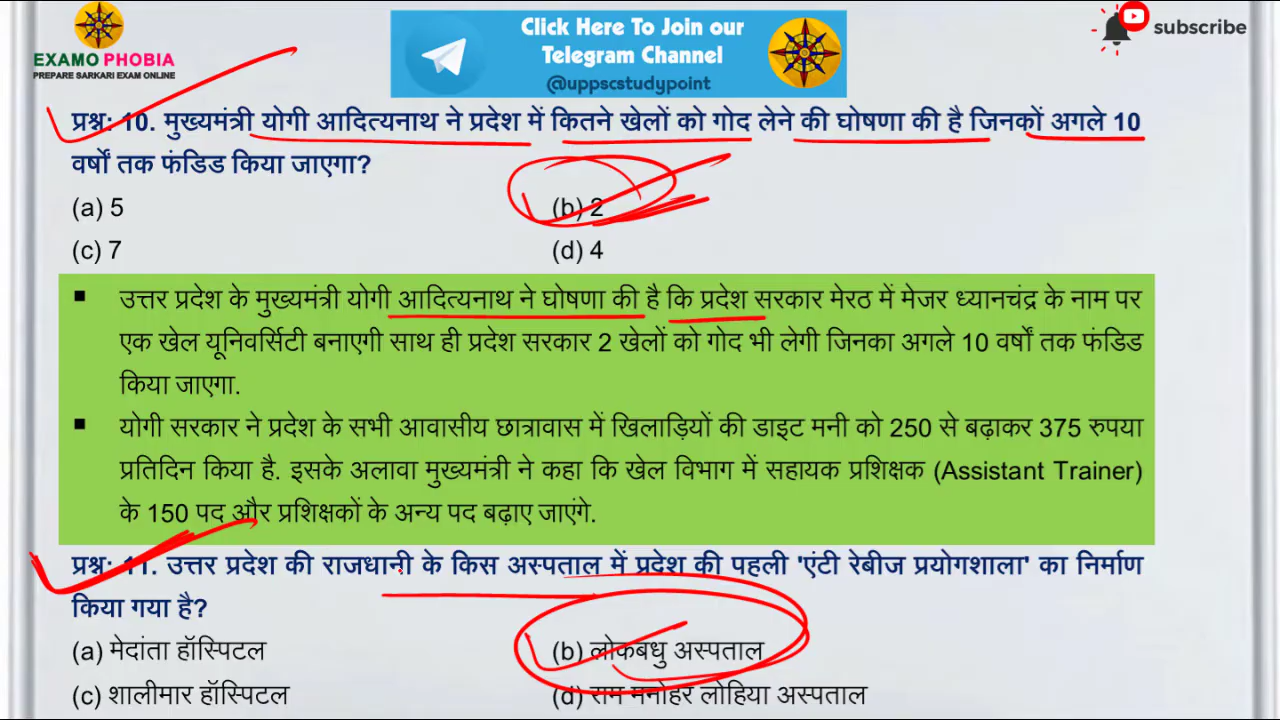 EXAMO PHOBIA
PREPARE SARKARI EXAM ONLINE
Click Here To Join our
Telegram Channel
@uppscstudypoint
subscribe
प्रश्न: 10. मुख्यमंत्री योगी आदित्यनाथ ने प्रदेश में कितने खेलों को गोद लेने की घोषणा की है जिनकों अगले 10
वर्षों तक फंडिड किया जाएगा?
(a) 5 (b) 2
(c) 7 (d) 4
▪ उत्तर प्रदेश के मुख्यमंत्री योगी आदित्यनाथ ने घोषणा की है कि प्रदेश सरकार मेरठ में मेजर ध्यानचंद्र के नाम पर
एक खेल यूनिवर्सिटी बनाएगी साथ ही प्रदेश सरकार 2 खेलों को गोद भी लेगी जिनका अगले 10 वर्षों तक फंडिड
किया जाएगा.
▪ योगी सरकार ने प्रदेश के सभी आवासीय छात्रावास में खिलाड़ियों की डाइट मनी को 250 से बढ़ाकर 375 रुपया
प्रतिदिन किया है. इसके अलावा मुख्यमंत्री ने कहा कि खेल विभाग में सहायक प्रशिक्षक (Assistant Trainer)
के 150 पद और प्रशिक्षकों के अन्य पद बढ़ाए जाएंगे.
प्रश्न: 11. उत्तर प्रदेश की राजधानी के किस अस्पताल में प्रदेश की पहली 'एंटी रेबीज प्रयोगशाला' का निर्माण
किया गया है?
(a) मेदांता हॉस्पिटल (b) लोकबधु अस्पताल
(c) शालीमार हॉस्पिटल (d) राम मनोहर लोहिया अस्पताल